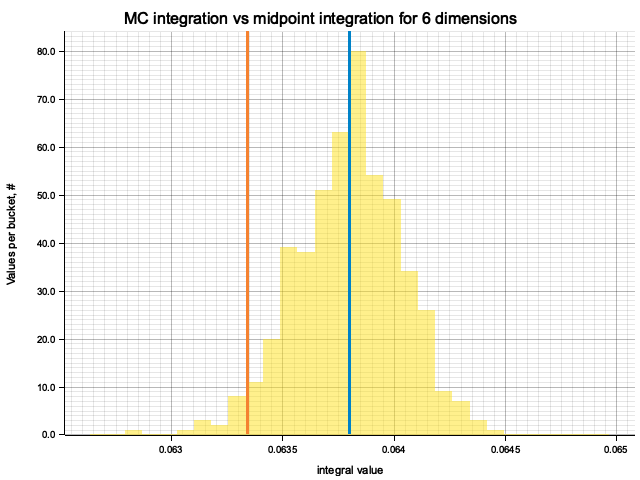 MC integration vs midpoint integration for 6 dimensions
80.0
70.0
60.0
50.0
40.0
30.0
20.0
10.0
0.0
Values per bucket, #
0.063 0.0635 0.064 0.0645 0.065
integral value